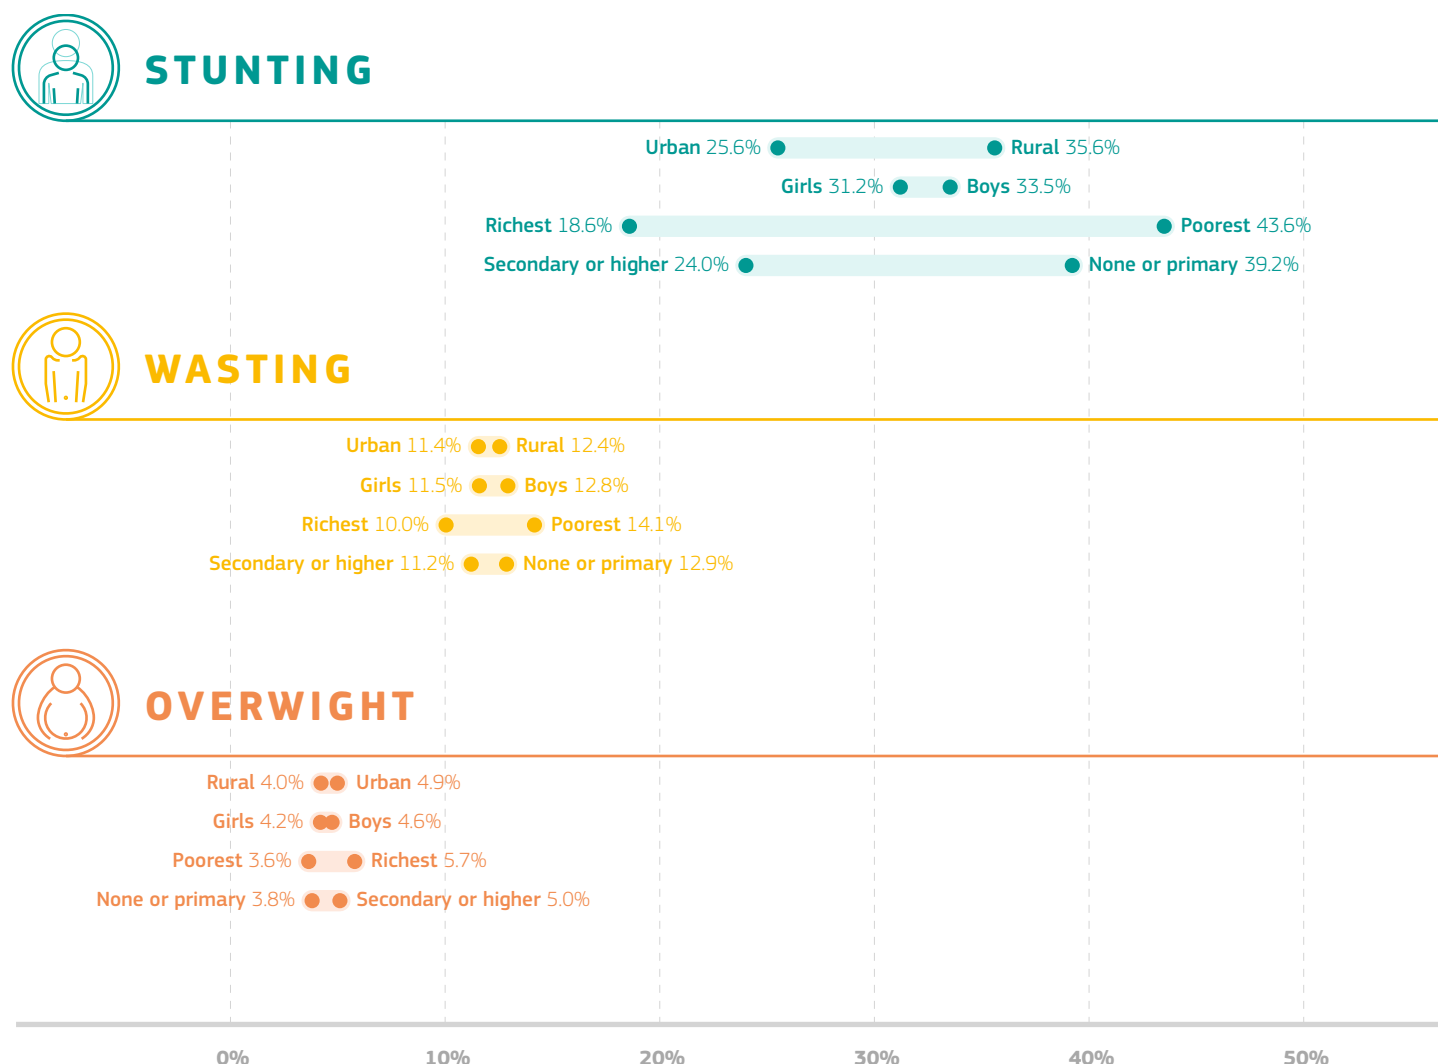 STUNTING
Urban 25.6% Rural 35.6%
Girls 31.2% Boys 33.5%
Richest 18.6% Poorest 43.6%
Secondary or higher 24.0% None or primary 39.2%
WASTING
Urban 11.4% Rural 12.4%
Girls 11.5% Boys 12.8%
Richest 10.0% Poorest 14.1%
Secondary or higher 11.2% None or primary 12.9%
OVERWIGHT
Rural 4.0% Urban 4.9%
Girls 4.2% Boys 4.6%
Poorest 3.6% Richest 5.7%
None or primary 3.8% Secondary or higher 5.0%
0% 10% 20% 30% 40% 50%